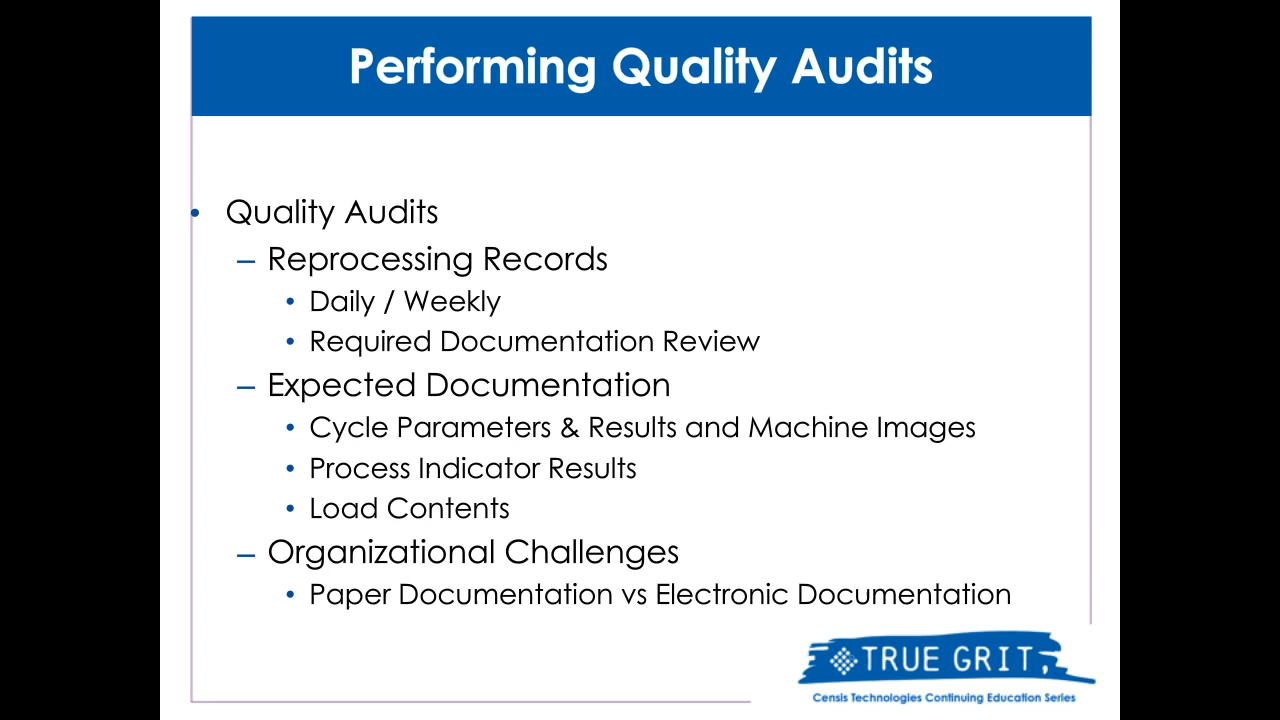 Performing Quality Audits
• Quality Audits
– Reprocessing Records
• Daily / Weekly
• Required Documentation Review
– Expected Documentation
• Cycle Parameters & Results and Machine Images
• Process Indicator Results
• Load Contents
– Organizational Challenges
• Paper Documentation vs Electronic Documentation
TRUE GRIT
Censis Technologies Continuing Education Series